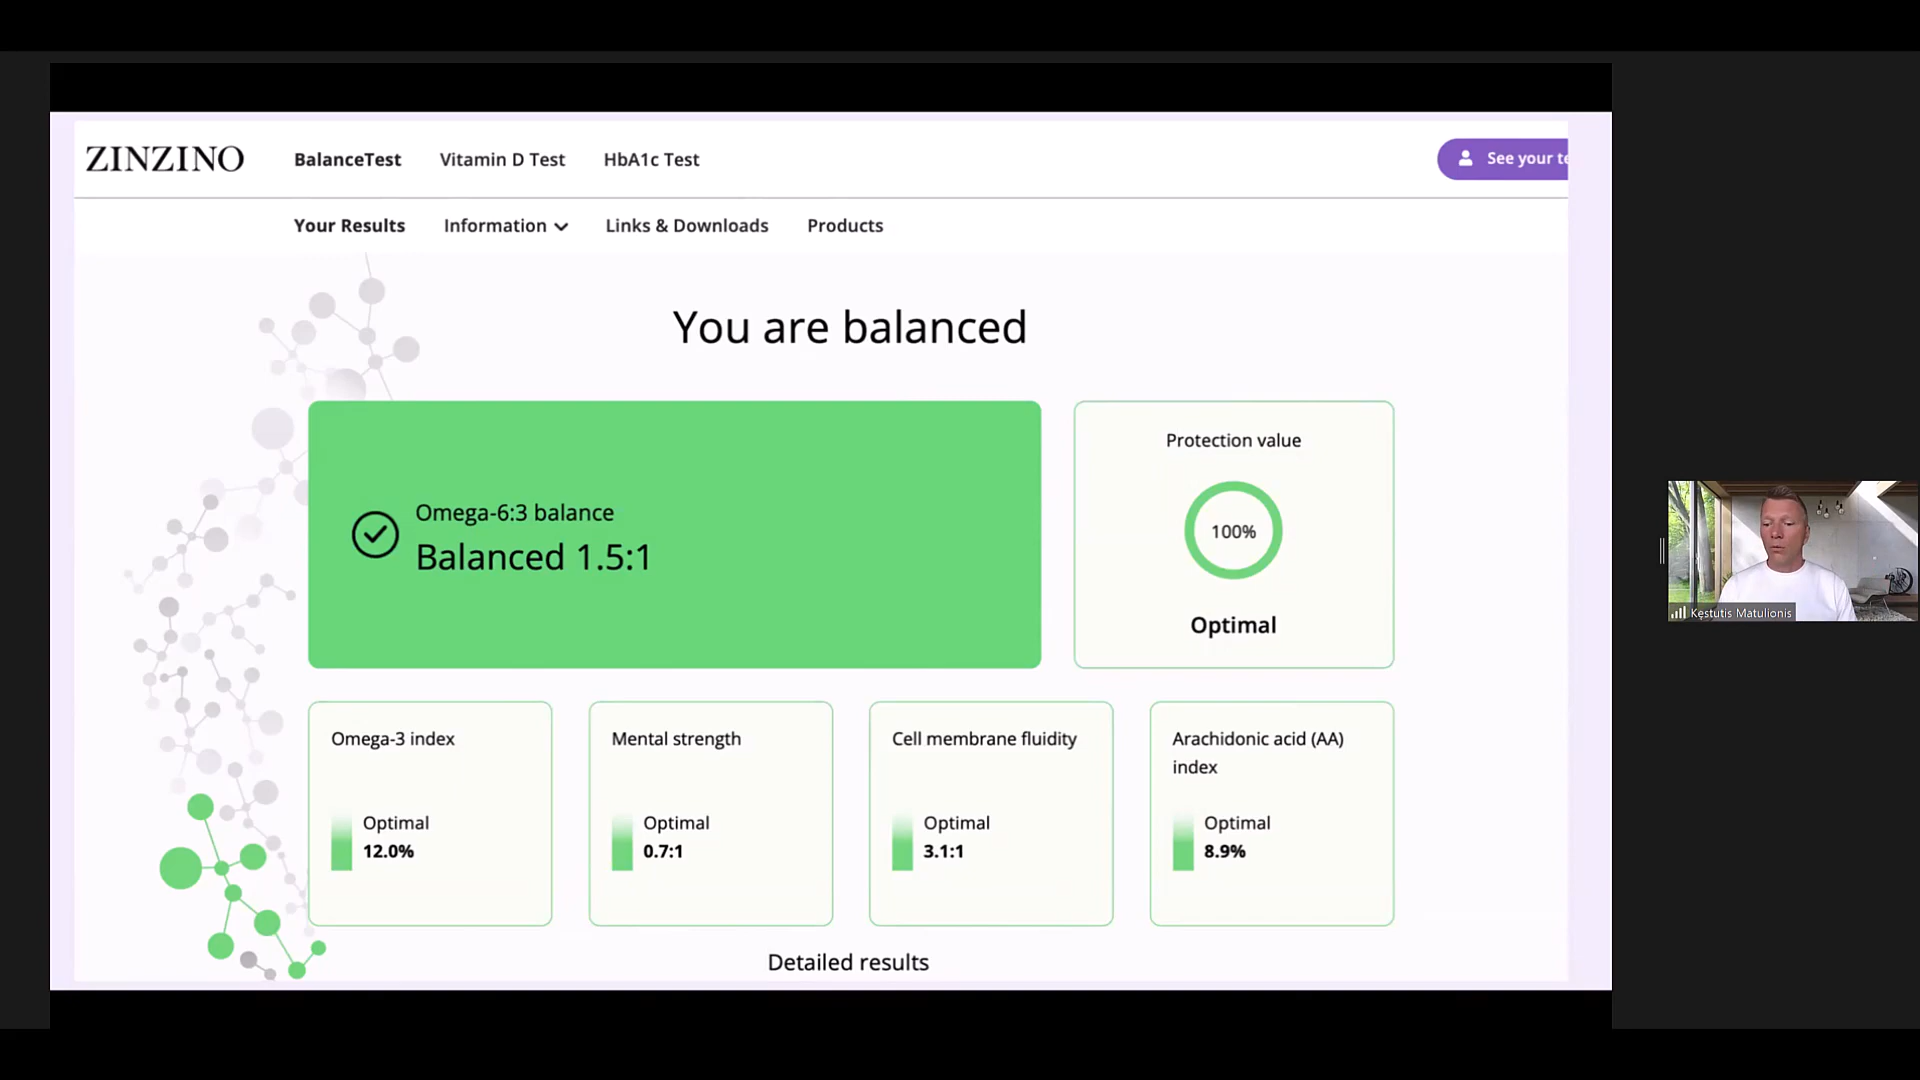 ZINZINO
BalanceTest
Vitamin D Test
HbA1c Test
See your te
Your Results
Information
Links & Downloads
Products
You are balanced
Omega-6:3 balance
Balanced 1.5:1
Protection value
100%
Optimal
Omega-3 index
Optimal
12.0%
Mental strength
Optimal
0.7:1
Cell membrane fluidity
Optimal
3.1:1
Arachidonic acid (AA)
index
Optimal
8.9%
Detailed results
Kęstutis Matulionis